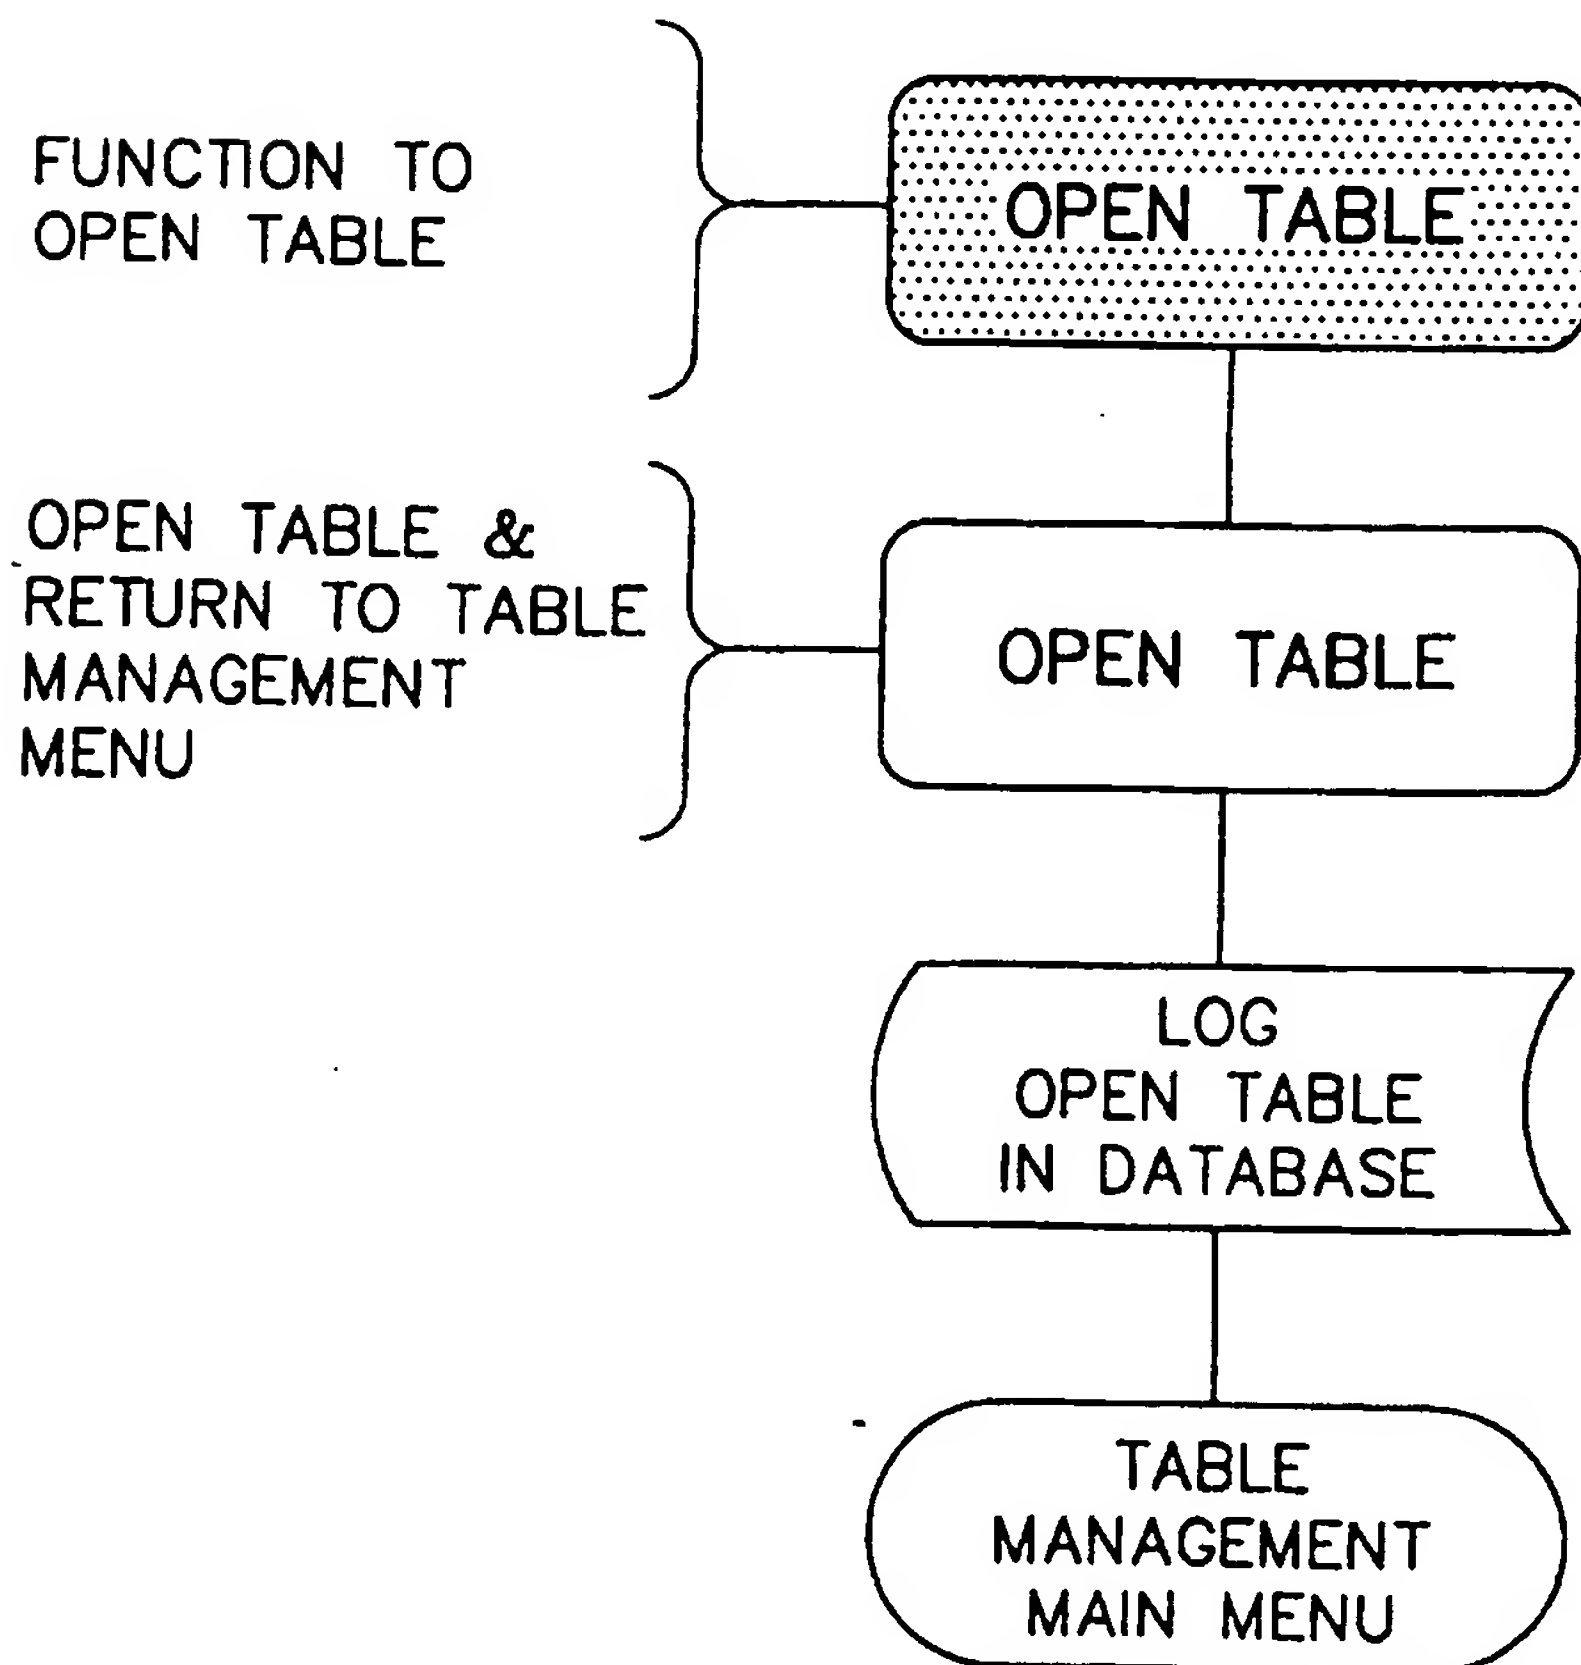 FUNCTION TO
OPEN TABLE
OPEN TABLE
OPEN TABLE &
RETURN TO TABLE
MANAGEMENT
MENU
OPEN TABLE
LOG
OPEN TABLE
IN DATABASE
TABLE
MANAGEMENT
MAIN MENU